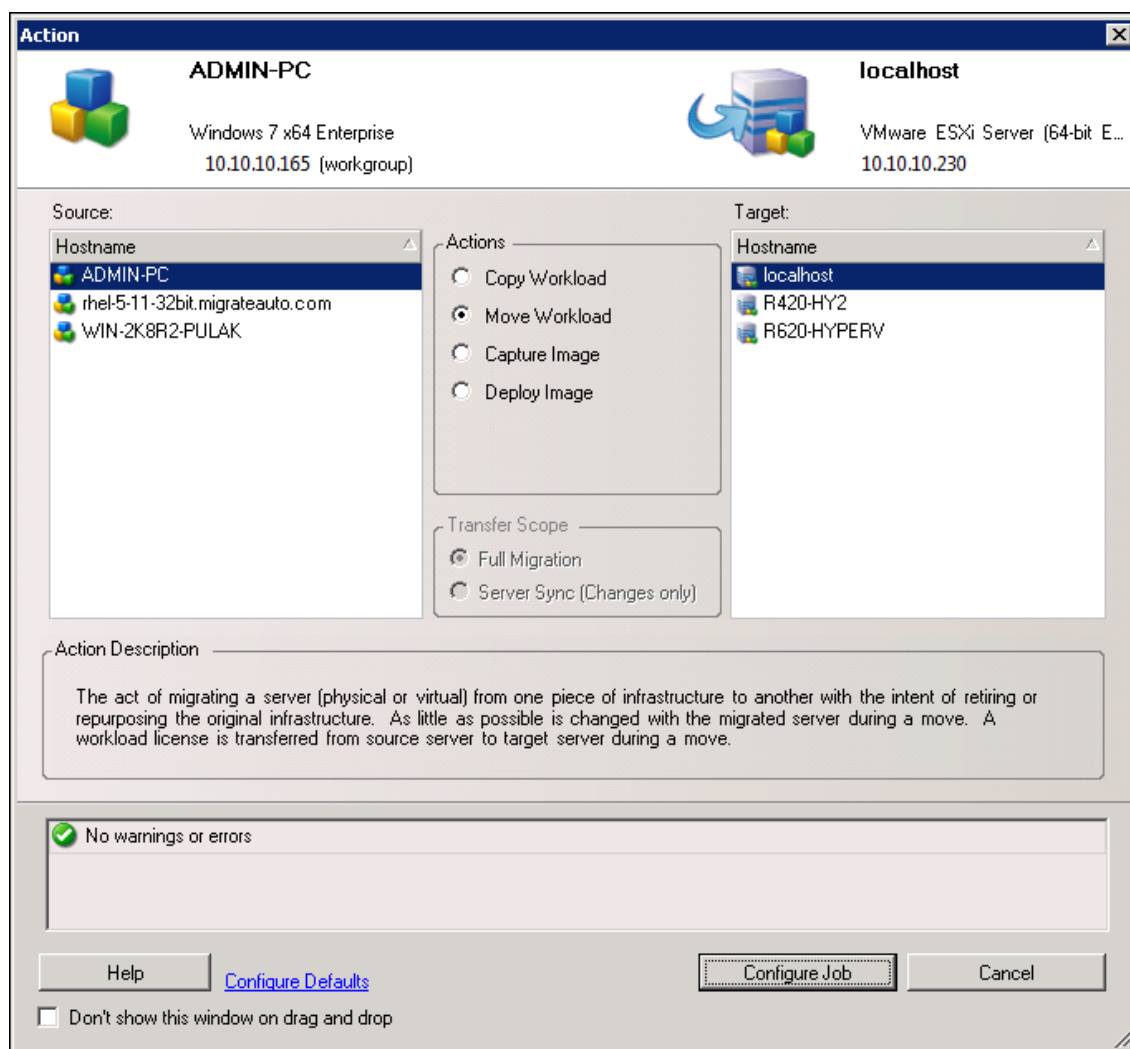 Action
ADMIN-PC
Windows 7 x64 Enterprise
10.10.10.165 (workgroup)
localhost
VMware ESXi Server (64-bit E...
10.10.10.230
Source:
Hostname
ADMIN-PC
rhel-5-11-32bit.migrateauto.com
WIN-2K8R2-PULAK
Actions
Copy Workload
Move Workload
Capture Image
Deploy Image
Transfer Scope
Full Migration
Server Sync (Changes only)
Target:
Hostname
localhost
R420-HY2
R620-HYPERV
Action Description
The act of migrating a server (physical or virtual) from one piece of infrastructure to another with the intent of retiring or
repurposing the original infrastructure. As little as possible is changed with the migrated server during a move. A
workload license is transferred from source server to target server during a move.
No warnings or errors
Help
Configure Defaults
Configure Job
Cancel
Don't show this window on drag and drop